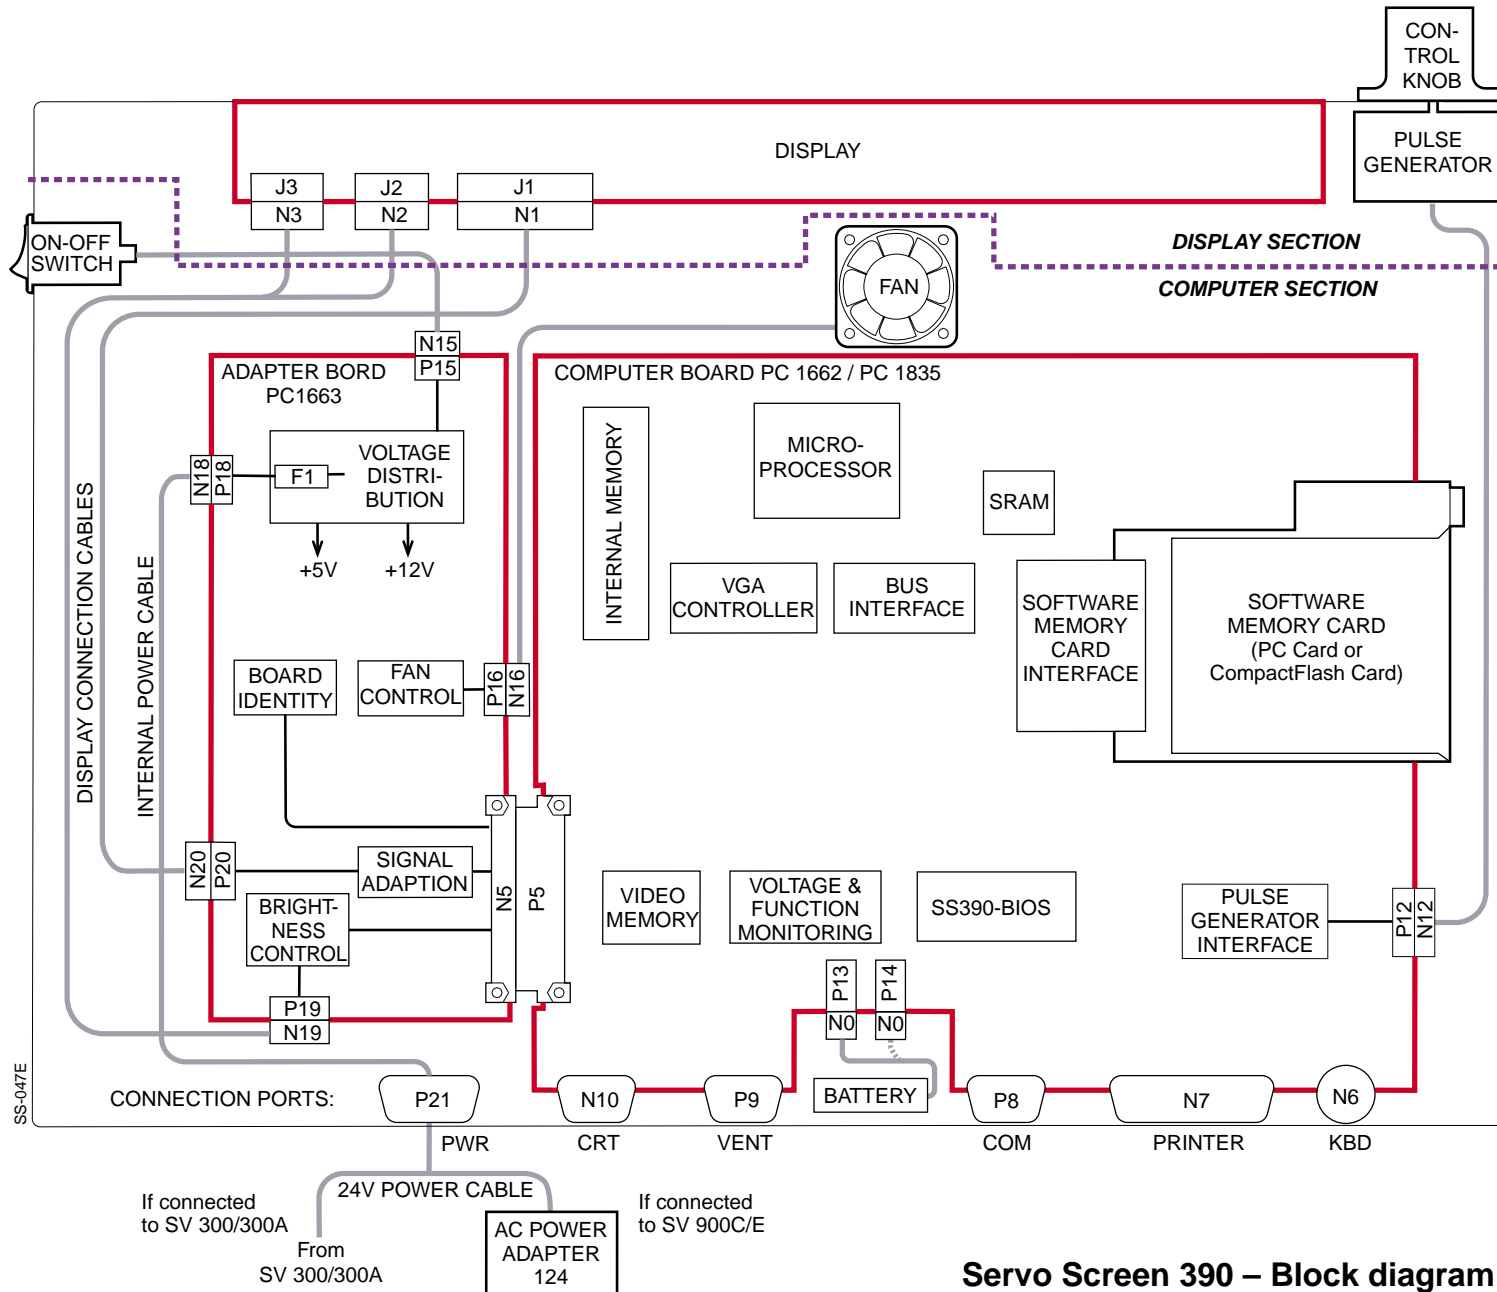 CON-
TROL
KNOB
PULSE
GENERATOR
DISPLAY
J3
J2
J1
N3
N2
N1
ON-OFF
SWITCH
DISPLAY SECTION
COMPUTER SECTION
FAN
N15
P15
ADAPTER BORD
PC1663
COMPUTER BOARD PC 1662 / PC 1835
N18
P18
F1
VOLTAGE
DISTRI-
BUTION
+5V
+12V
INTERNAL MEMORY
MICRO-
PROCESSOR
SRAM
VGA
CONTROLLER
BUS
INTERFACE
SOFTWARE
MEMORY
CARD
INTERFACE
SOFTWARE
MEMORY CARD
(PC Card or
CompactFlash Card)
DISPLAY CONNECTION CABLES
INTERNAL POWER CABLE
BOARD
IDENTITY
FAN
CONTROL
P16
N16
N20
P20
SIGNAL
ADAPTION
N5
P5
BRIGHT-
NESS
CONTROL
P19
N19
VIDEO
MEMORY
VOLTAGE &
FUNCTION
MONITORING
SS390-BIOS
PULSE
GENERATOR
INTERFACE
P12
N12
P13
N0
P14
N0
BATTERY
SS-047E
CONNECTION PORTS:
P21
N10
P9
P8
N7
N6
PWR
CRT
VENT
COM
PRINTER
KBD
24V POWER CABLE
If connected
to SV 300/300A
From
SV 300/300A
AC POWER
ADAPTER
124
If connected
to SV 900C/E
Servo Screen 390 – Block diagram